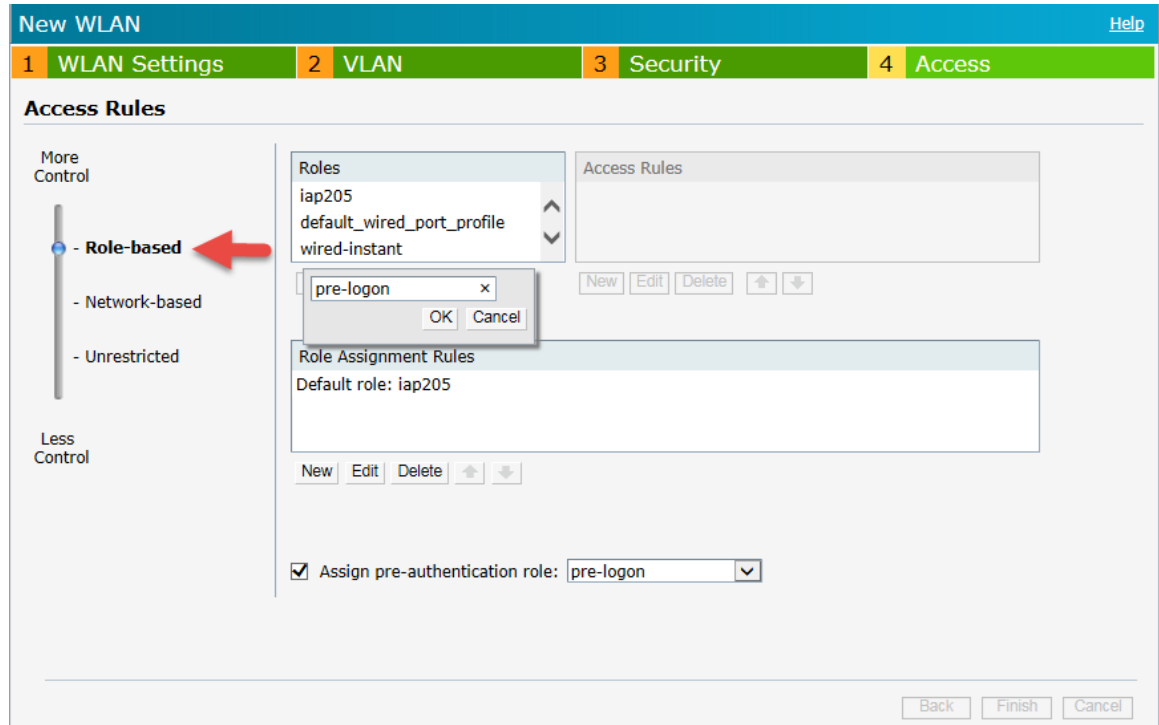 New WLAN Help
1 WLAN Settings 2 VLAN 3 Security 4 Access
Access Rules
More
Control
- Role-based
- Network-based
- Unrestricted
Less
Control
Roles
iap205
default_wired_port_profile
wired-instant
pre-logon ×
OK Cancel
Access Rules
New Edit Delete
Role Assignment Rules
Default role: iap205
New Edit Delete
Assign pre-authentication role: pre-logon
Back Finish Cancel